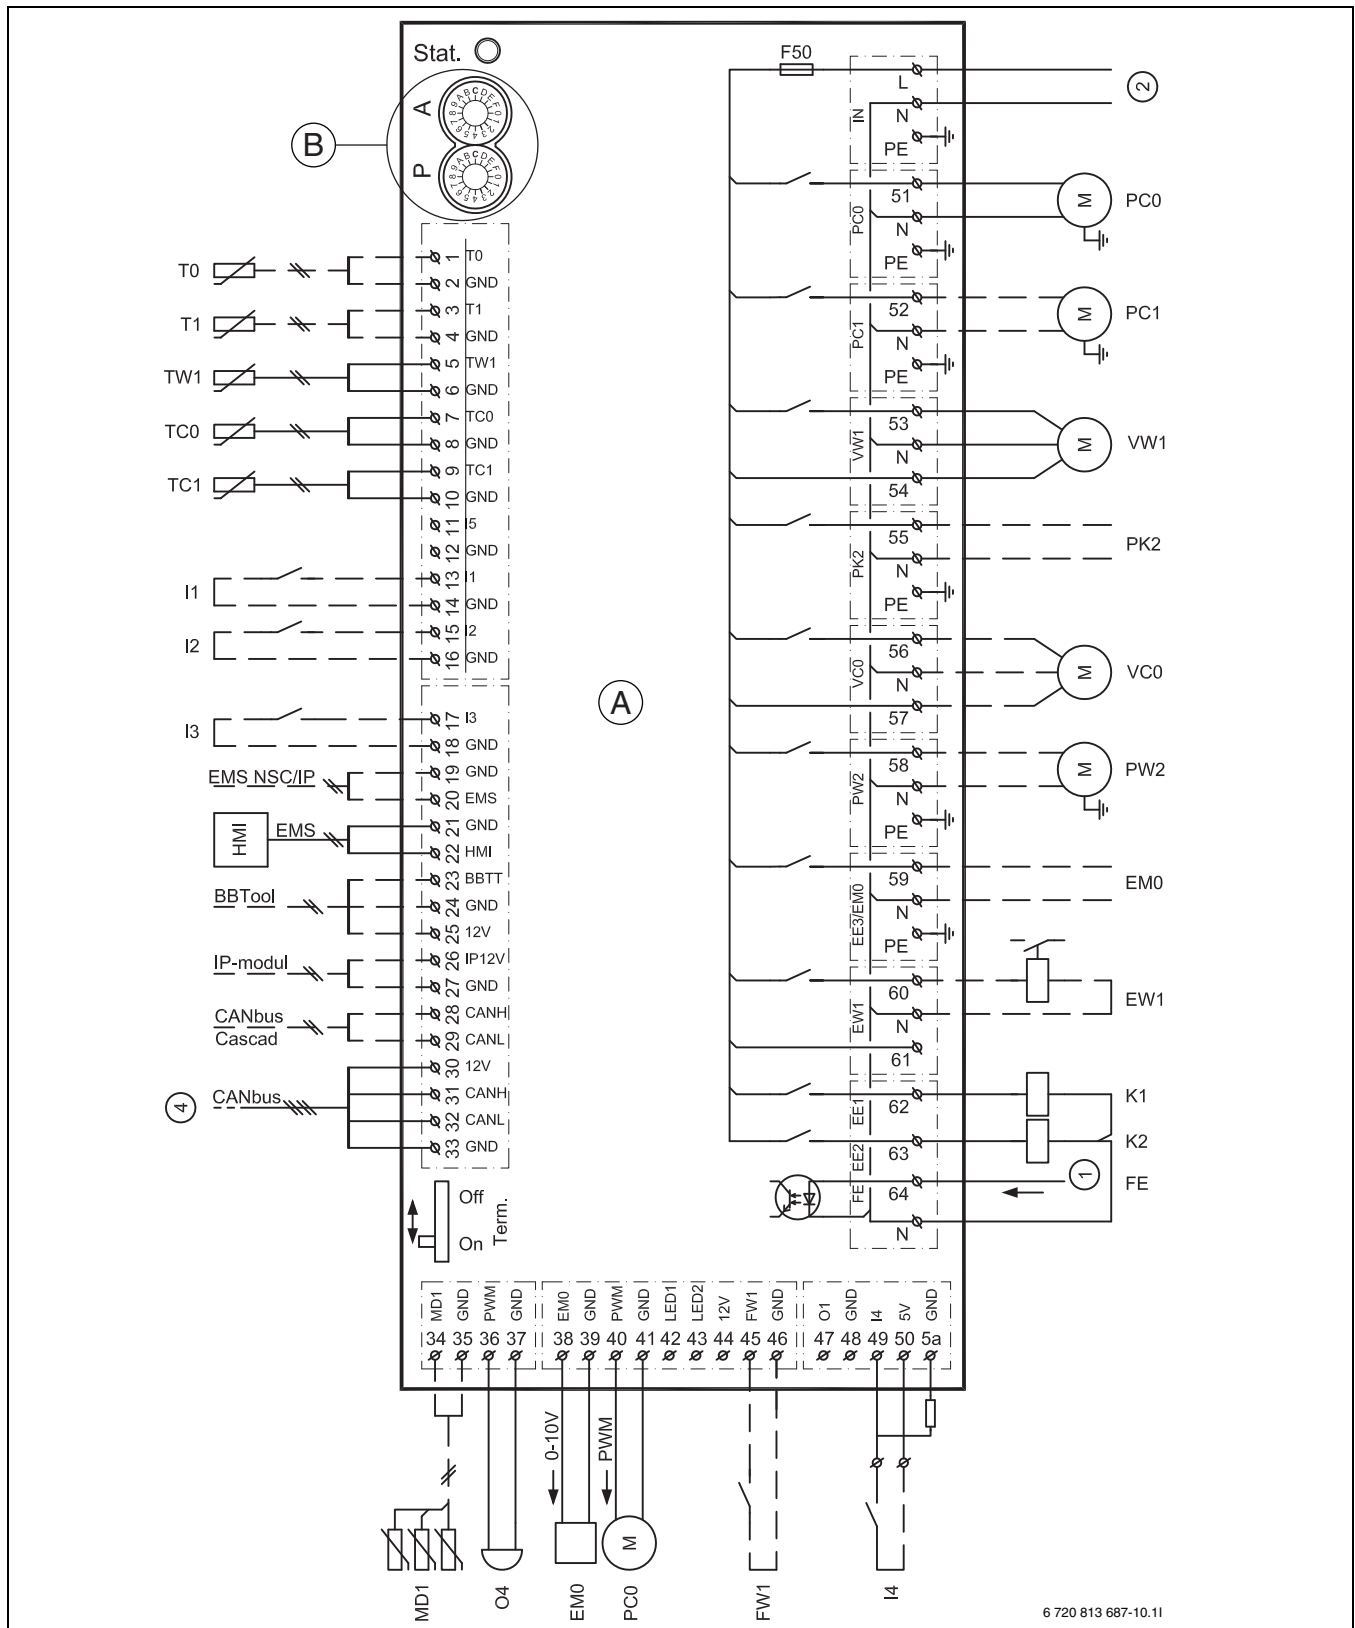 Stat.
F50
A
P
B
A
9ABCDEF012345678
9ABCDEF012345678
T0
T1
TW1
TC0
TC1
I1
I2
I3
EMS NSC/IP
HMI
EMS
BBTool
IP-modul
CANbus
Cascad
4
CANbus
1 T0
2 GND
3 T1
4 GND
5 TW1
6 GND
7 TC0
8 GND
9 TC1
10 GND
11 I5
12 GND
13 I1
14 GND
15 I2
16 GND
17 I3
18 GND
19 GND
20 EMS
21 GND
22 HMI
23 BBTT
24 GND
25 12V
26 IP12V
27 GND
28 CANH
29 CANL
30 12V
31 CANH
32 CANL
33 GND
Off
On
Term.
IN
L
N
PE
2
PC0
51
N
PE
M
PC0
PC1
52
N
PE
M
PC1
VW1
53
N
54
M
VW1
PK2
55
N
PE
PK2
VC0
56
N
57
M
VC0
PW2
58
N
PE
M
PW2
EE3/EM0
59
N
PE
EM0
EW1
60
N
61
EW1
EE1
62
K1
EE2
63
K2
FE
64
1
FE
N
MD1 GND PWM GND EM0 GND PWM GND LED1 LED2 12V FW1 GND O1 GND I4 5V GND
34 35 36 37 38 39 40 41 42 43 44 45 46 47 48 49 50 5a
0-10V
PWM
M
MD1
O4
EM0
PC0
FW1
I4
6 720 813 687-10.1I